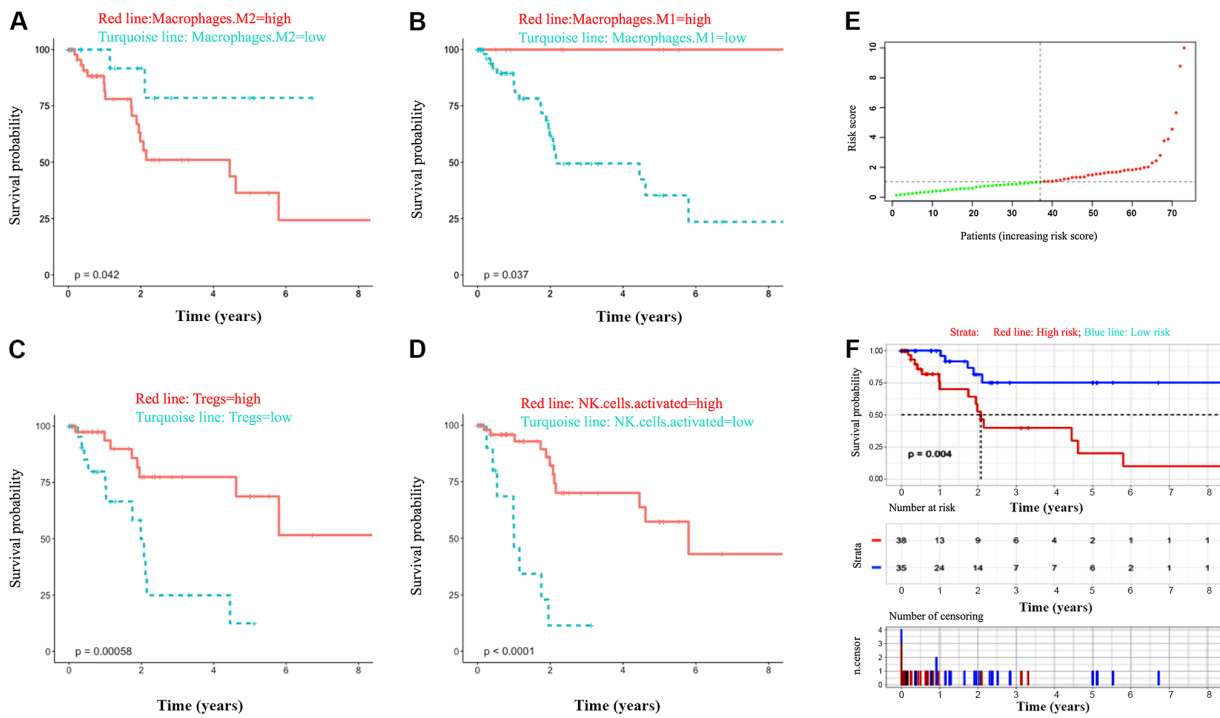 A
Red line:Macrophages.M2=high
Turquoise line: Macrophages.M2=low
Survival probability
100
75
50
25
0
p = 0.042
0 2 4 6 8
Time (years)
B
Red line:Macrophages.M1=high
Turquoise line: Macrophages.M1=low
Survival probability
100
75
50
25
0
p = 0.037
0 2 4 6 8
Time (years)
E
Risk score
10
8
6
4
2
0
0 10 20 30 40 50 60 70
Patients (increasing risk score)
C
Red line: Tregs=high
Turquoise line: Tregs=low
Survival probability
100
75
50
25
0
p = 0.00058
0 2 4 6 8
Time (years)
D
Red line: NK.cells.activated=high
Turquoise line: NK.cells.activated=low
Survival probability
100
75
50
25
0
p < 0.0001
0 2 4 6 8
Time (years)
F
Strata: Red line: High risk; Blue line: Low risk
Survival probability
1.00
0.75
0.50
0.25
0.00
p = 0.004
0 1 2 3 4 5 6 7 8
Number at risk
Time (years)
Strata
38 13 9 6 4 2 1 1 1
35 24 14 7 7 6 2 1 1
0 1 2 3 4 5 6 7 8
Time (years)
Number of censoring
n.censor
4
3
2
1
0
0 1 2 3 4 5 6 7 8
Time (years)